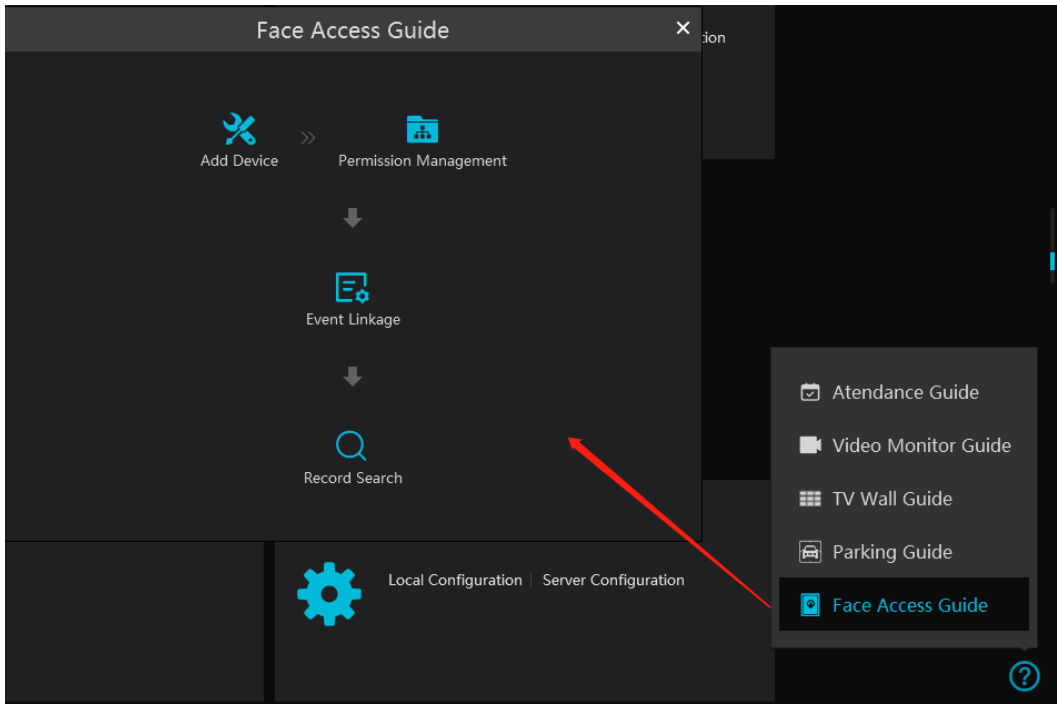 Face Access Guide
Add Device
Permission Management
Event Linkage
Record Search
Local Configuration | Server Configuration
Atendance Guide
Video Monitor Guide
TV Wall Guide
Parking Guide
Face Access Guide